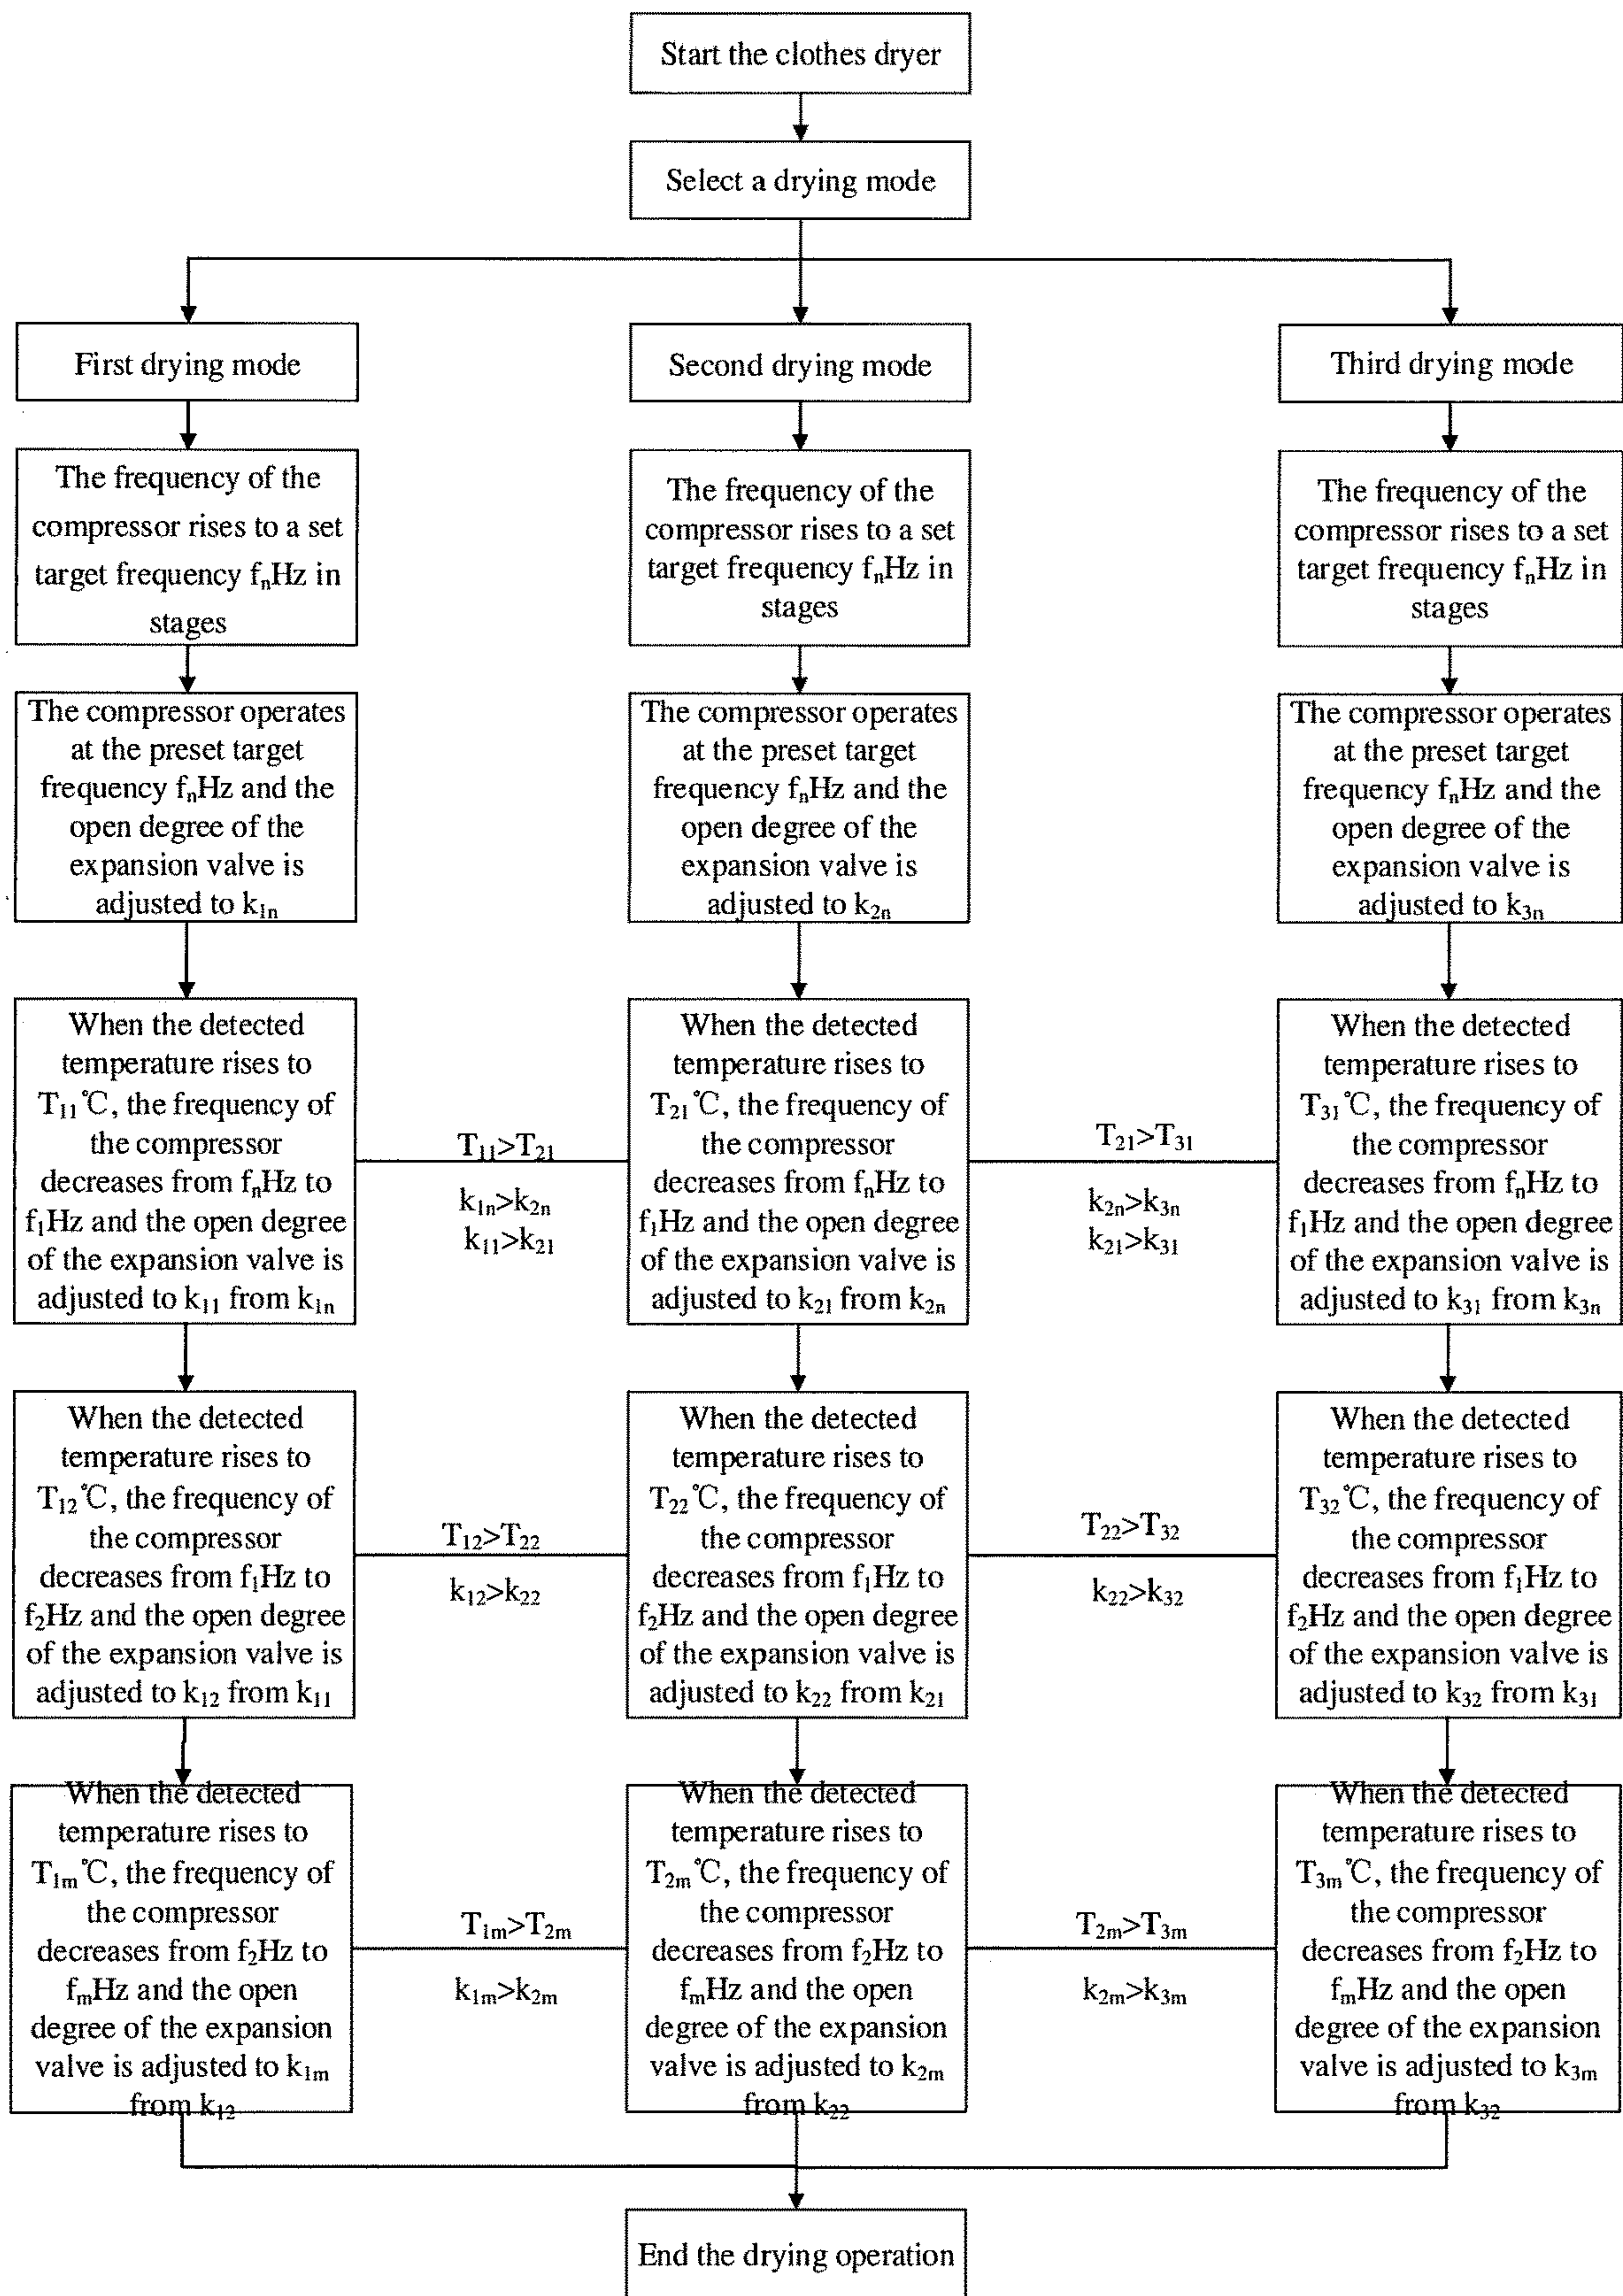 Start the clothes dryer
Select a drying mode
First drying mode
Second drying mode
Third drying mode
The frequency of the
compressor rises to a set
target frequency fₙHz in
stages
The frequency of the
compressor rises to a set
target frequency fₙHz in
stages
The frequency of the
compressor rises to a set
target frequency fₙHz in
stages
The compressor operates
at the preset target
frequency fₙHz and the
open degree of the
expansion valve is
adjusted to k₁ₙ
The compressor operates
at the preset target
frequency fₙHz and the
open degree of the
expansion valve is
adjusted to k₂ₙ
The compressor operates
at the preset target
frequency fₙHz and the
open degree of the
expansion valve is
adjusted to k₃ₙ
When the detected
temperature rises to
T₁₁℃, the frequency of
the compressor
decreases from fₙHz to
f₁Hz and the open degree
of the expansion valve is
adjusted to k₁₁ from k₁ₙ
T₁₁>T₂₁
k₁ₙ>k₂ₙ
k₁₁>k₂₁
When the detected
temperature rises to
T₂₁℃, the frequency of
the compressor
decreases from fₙHz to
f₁Hz and the open degree
of the expansion valve is
adjusted to k₂₁ from k₂ₙ
T₂₁>T₃₁
k₂ₙ>k₃ₙ
k₂₁>k₃₁
When the detected
temperature rises to
T₃₁℃, the frequency of
the compressor
decreases from fₙHz to
f₁Hz and the open degree
of the expansion valve is
adjusted to k₃₁ from k₃ₙ
When the detected
temperature rises to
T₁₂℃, the frequency of
the compressor
decreases from f₁Hz to
f₂Hz and the open degree
of the expansion valve is
adjusted to k₁₂ from k₁₁
T₁₂>T₂₂
k₁₂>k₂₂
When the detected
temperature rises to
T₂₂℃, the frequency of
the compressor
decreases from f₁Hz to
f₂Hz and the open degree
of the expansion valve is
adjusted to k₂₂ from k₂₁
T₂₂>T₃₂
k₂₂>k₃₂
When the detected
temperature rises to
T₃₂℃, the frequency of
the compressor
decreases from f₁Hz to
f₂Hz and the open degree
of the expansion valve is
adjusted to k₃₂ from k₃₁
When the detected
temperature rises to
T₁ₘ℃, the frequency of
the compressor
decreases from f₂Hz to
fₘHz and the open
degree of the expansion
valve is adjusted to k₁ₘ
from k₁₂
T₁ₘ>T₂ₘ
k₁ₘ>k₂ₘ
When the detected
temperature rises to
T₂ₘ℃, the frequency of
the compressor
decreases from f₂Hz to
fₘHz and the open
degree of the expansion
valve is adjusted to k₂ₘ
from k₂₂
T₂ₘ>T₃ₘ
k₂ₘ>k₃ₘ
When the detected
temperature rises to
T₃ₘ℃, the frequency of
the compressor
decreases from f₂Hz to
fₘHz and the open
degree of the expansion
valve is adjusted to k₃ₘ
from k₃₂
End the drying operation